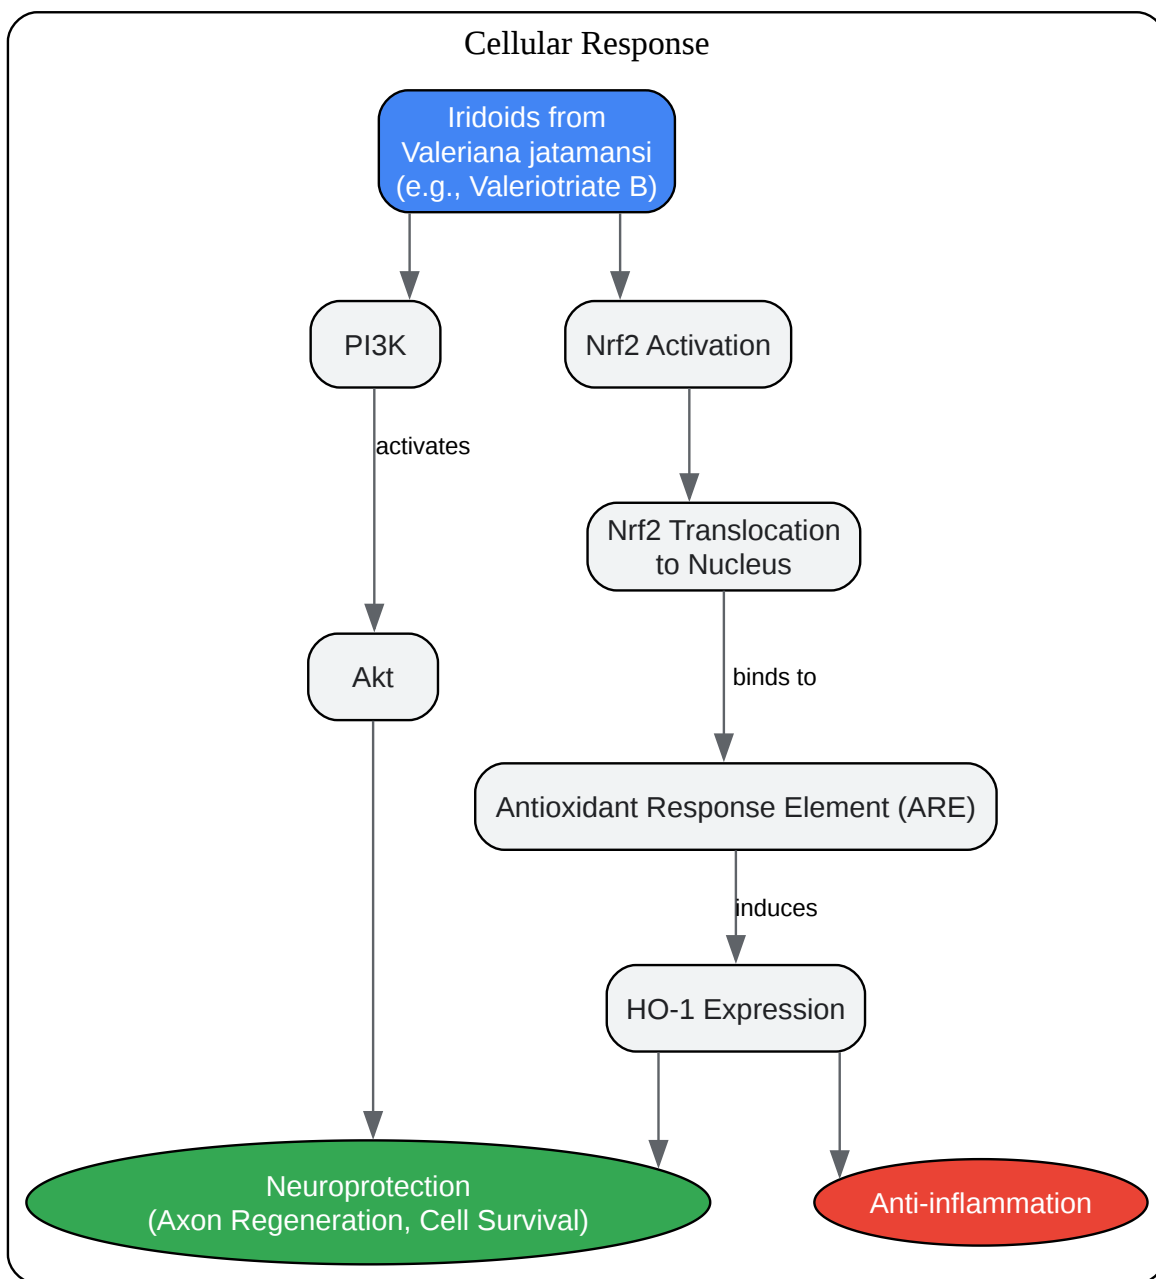 Cellular Response
Iridoids from
Valeriana jatamansi
(e.g., Valeriotriate B)
PI3K
Nrf2 Activation
activates
Nrf2 Translocation
to Nucleus
Akt
binds to
Antioxidant Response Element (ARE)
induces
HO-1 Expression
Neuroprotection
(Axon Regeneration, Cell Survival)
Anti-inflammation